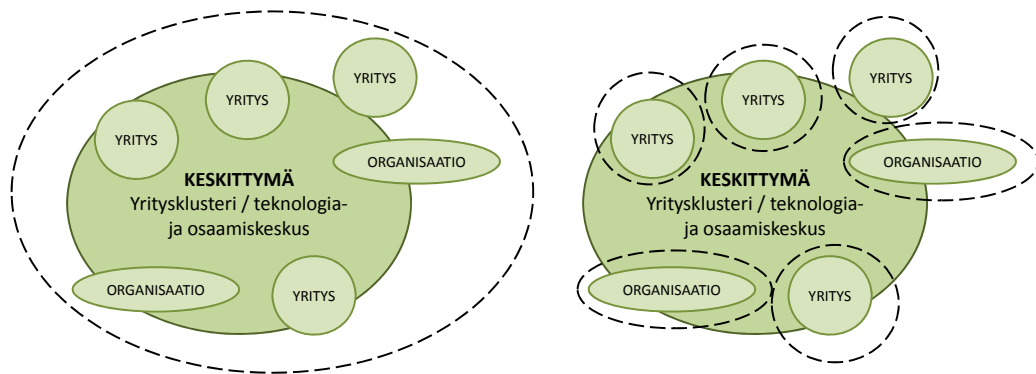 YRITYS
YRITYS
YRITYS
ORGANISAATIO
KESKITTYMÄ
Yritysklusteri / teknologia-
ja osaamiskeskus
ORGANISAATIO
YRITYS
YRITYS
YRITYS
YRITYS
ORGANISAATIO
KESKITTYMÄ
Yritysklusteri / teknologia-
ja osaamiskeskus
ORGANISAATIO
YRITYS